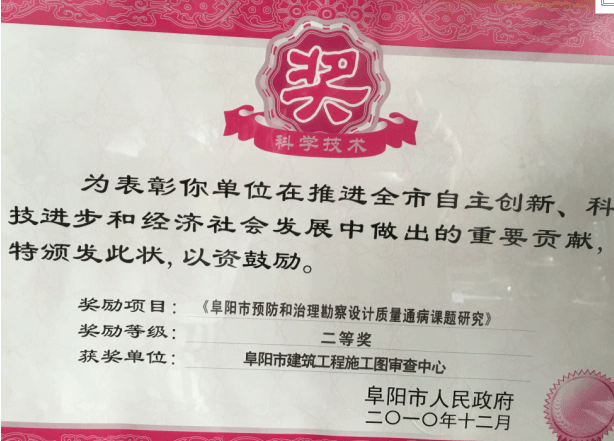 奖
科学技术
为表彰你单位在推进全市自主创新、科
技进步和经济社会发展中做出的重要贡献,
特颁发此状,以资鼓励。
奖励项目：《阜阳市预防和治理勘察设计质量通病课题研究》
奖励等级：二等奖
获奖单位：阜阳市建筑工程施工图审查中心
阜阳市人民政府
二〇一〇年十二月